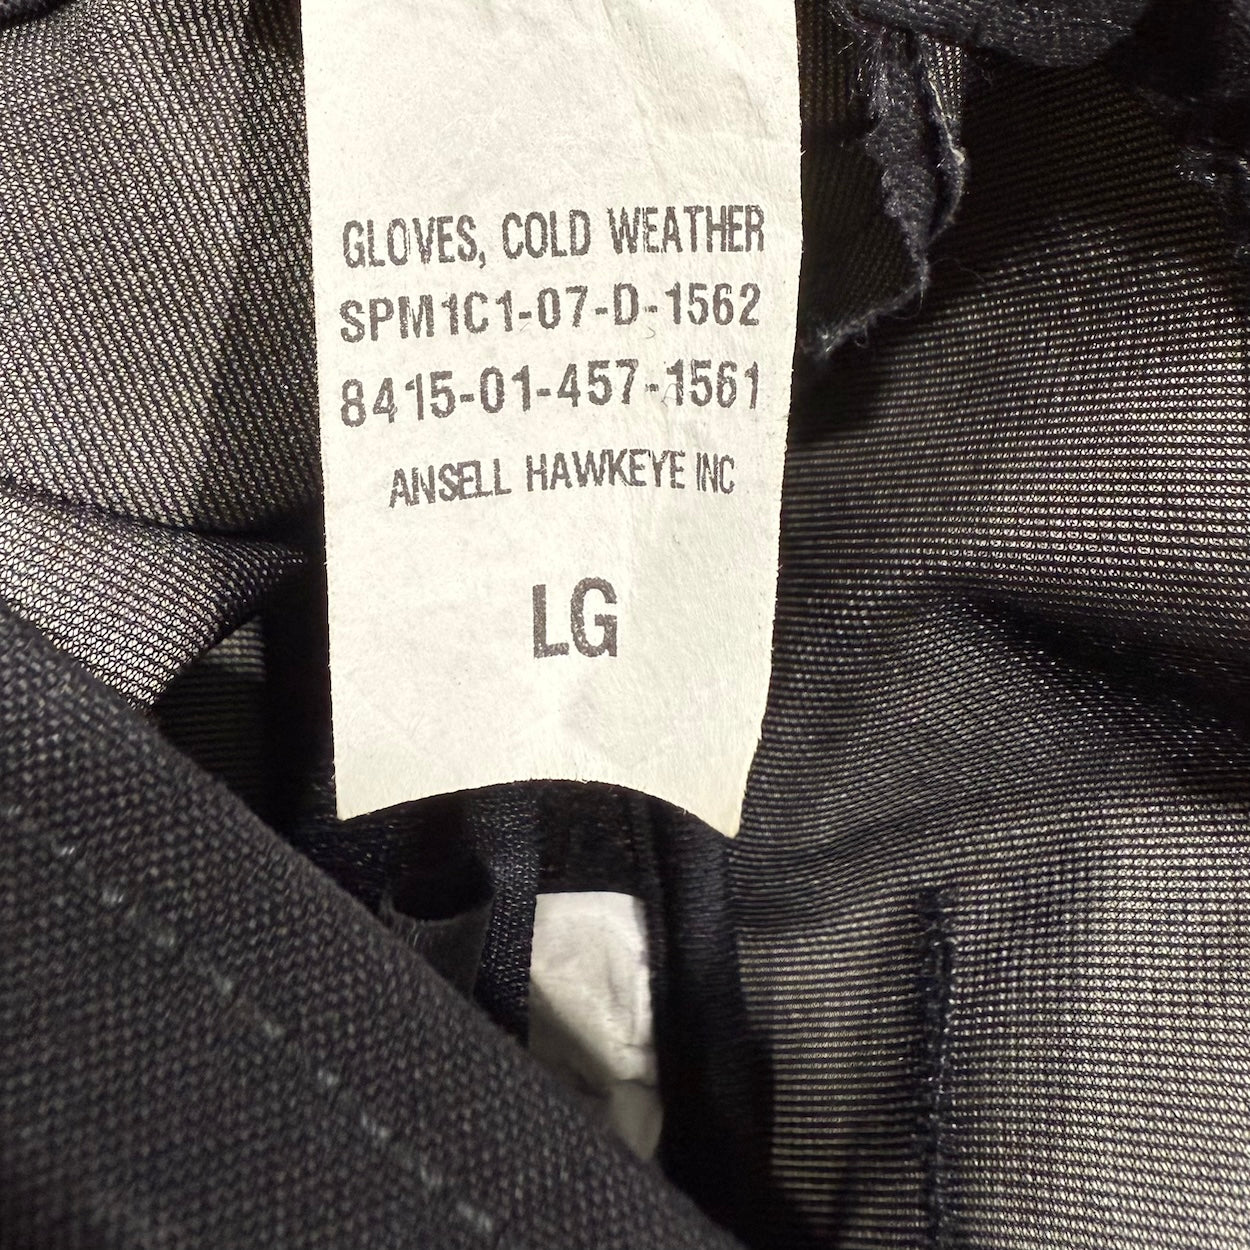 GLOVES, COLD WEATHER
SPM1C1-07-D-1562
8415-01-457-1561
ANSELL HAWKEYE INC
LG